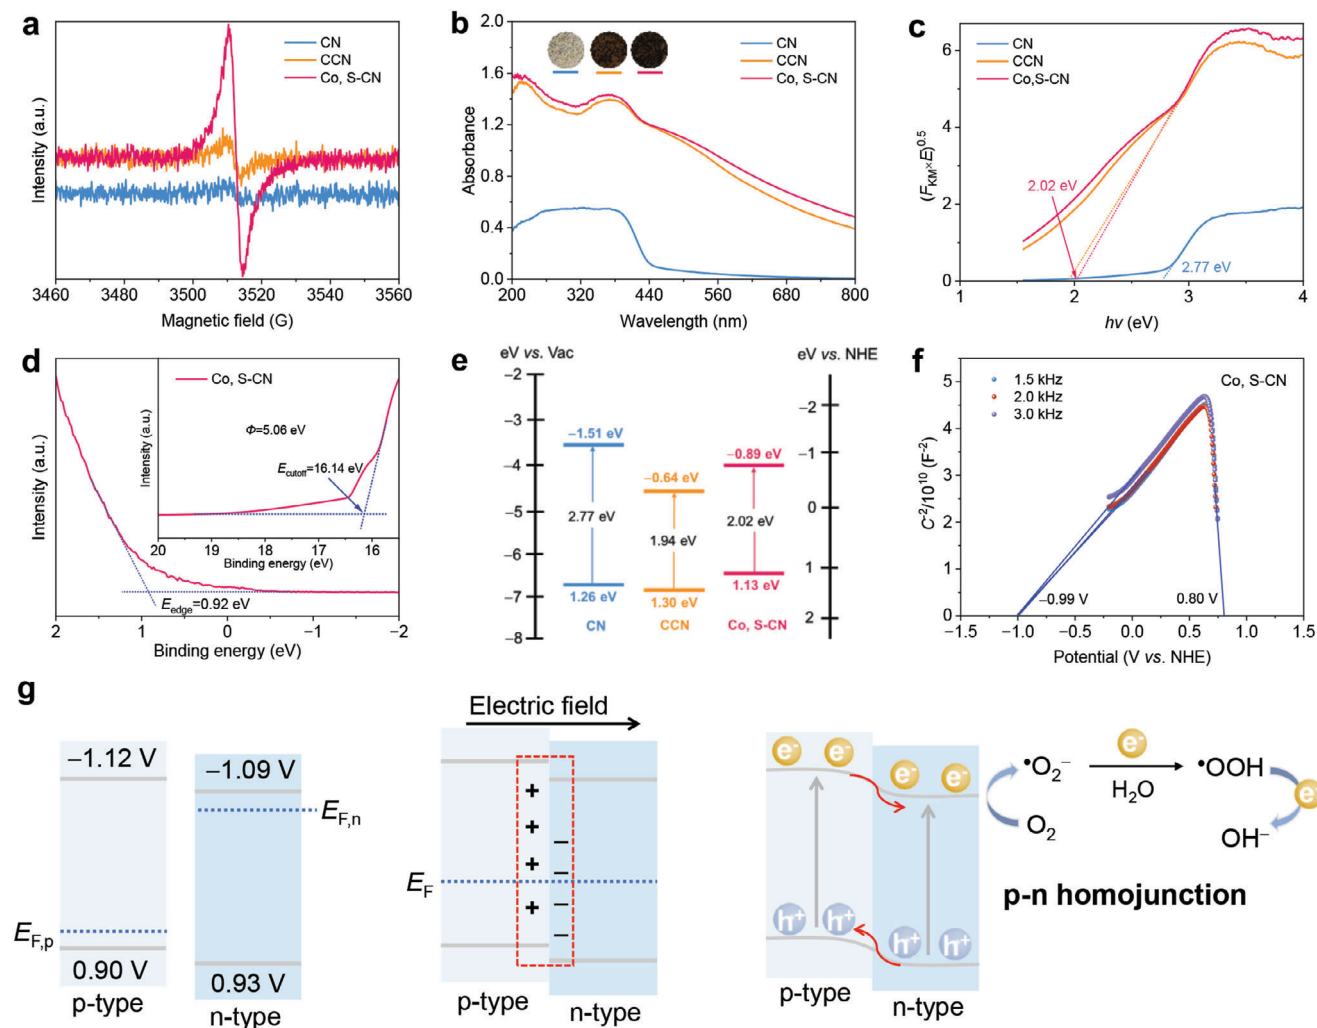 a
CN
CCN
Co, S-CN
Intensity (a.u.)
3460 3480 3500 3520 3540 3560
Magnetic field (G)
b
CN
CCN
Co, S-CN
2.0
1.6
1.2
0.8
0.4
0.0
Absorbance
200 320 440 560 680 800
Wavelength (nm)
c
CN
CCN
Co,S-CN
6
4
2
0
(F_KM×E)^0.5
2.02 eV
2.77 eV
1 2 3 4
hv (eV)
d
Co, S-CN
Intensity (a.u.)
Φ=5.06 eV
E_cutoff=16.14 eV
20 19 18 17 16
Binding energy (eV)
Intensity (a.u.)
E_edge=0.92 eV
2 1 0 −1 −2
Binding energy (eV)
e
eV vs. Vac
eV vs. NHE
−2
−3
−4
−5
−6
−7
−8
−1.51 eV
2.77 eV
1.26 eV
CN
−0.64 eV
1.94 eV
1.30 eV
CCN
−0.89 eV
2.02 eV
1.13 eV
Co, S-CN
−2
−1
0
1
2
f
1.5 kHz
2.0 kHz
3.0 kHz
Co, S-CN
5
4
3
2
1
0
C⁻²/10¹⁰ (F⁻²)
−0.99 V
0.80 V
−1.5 −1.0 −0.5 0.0 0.5 1.0 1.5
Potential (V vs. NHE)
g
−1.12 V
E_F,p
0.90 V
p-type
−1.09 V
E_F,n
0.93 V
n-type
Electric field
+
+
+
+
−
−
−
−
E_F
p-type
n-type
e⁻ e⁻
e⁻ e⁻
h⁺ h⁺
h⁺ h⁺
p-type
n-type
•O₂⁻
e⁻
H₂O
•OOH
O₂
e
OH⁻
p-n homojunction